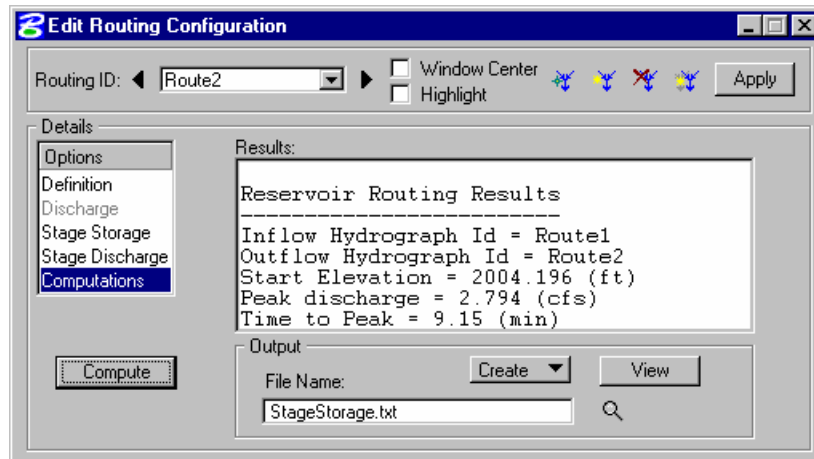 Edit Routing Configuration
Routing ID: Route2
Window Center
Highlight
Apply
Details
Options
Definition
Discharge
Stage Storage
Stage Discharge
Computations
Compute
Results:
Reservoir Routing Results
--------------------------
Inflow Hydrograph Id = Route1
Outflow Hydrograph Id = Route2
Start Elevation = 2004.196 (ft)
Peak discharge = 2.794 (cfs)
Time to Peak = 9.15 (min)
Output
File Name:
Create
View
StageStorage.txt